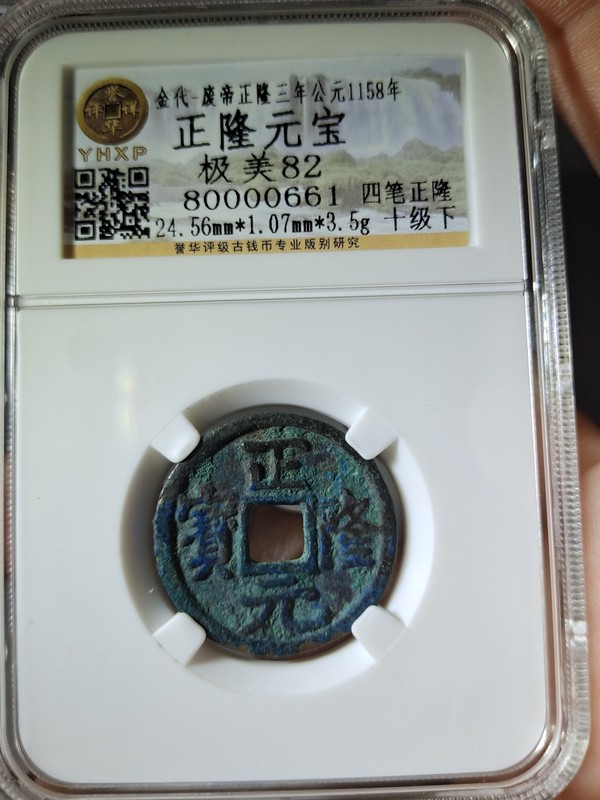 金代-废帝正隆三年公元1158年
正隆元宝
YHXP
极美82
80000661 四笔正隆
24.56mm*1.07mm*3.5g 十级下
誉华评级古钱币专业版别研究
正
寶 隆
元